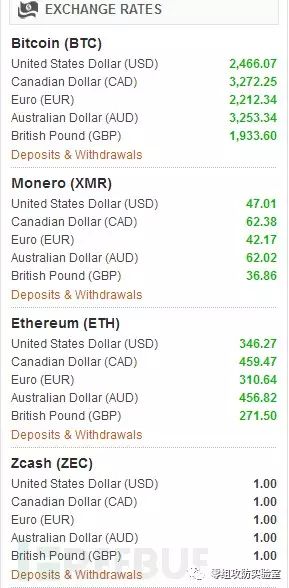 EXCHANGE RATES
Bitcoin (BTC)
United States Dollar (USD) 2,466.07
Canadian Dollar (CAD) 3,272.25
Euro (EUR) 2,212.34
Australian Dollar (AUD) 3,253.34
British Pound (GBP) 1,933.60
Deposits & Withdrawals
Monero (XMR)
United States Dollar (USD) 47.01
Canadian Dollar (CAD) 62.38
Euro (EUR) 42.17
Australian Dollar (AUD) 62.02
British Pound (GBP) 36.86
Deposits & Withdrawals
Ethereum (ETH)
United States Dollar (USD) 346.27
Canadian Dollar (CAD) 459.47
Euro (EUR) 310.64
Australian Dollar (AUD) 456.82
British Pound (GBP) 271.50
Deposits & Withdrawals
Zcash (ZEC)
United States Dollar (USD) 1.00
Canadian Dollar (CAD) 1.00
Euro (EUR) 1.00
Australian Dollar (AUD) 1.00
British Pound (GBP) 1.00
Deposits & Withdrawals
零组攻防实验室